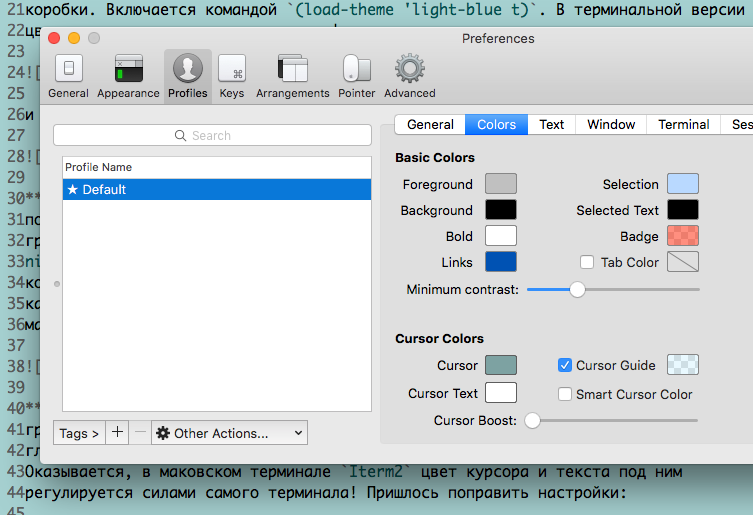 21коробки. Включается командой `(load-theme 'light-blue t)`. В терминальной версии
22
Preferences
23
24![
25
General Appearance Profiles Keys Arrangements Pointer Advanced
26и
27
Search
General Colors Text Window Terminal Ses
28![
29
Profile Name
Basic Colors
★ Default
Foreground Selection
30**
31по
Background Selected Text
32гр
Bold Badge
33ni
Links Tab Color
34ко
Minimum contrast:
35ка
36ма
37
Cursor Colors
38![
Cursor Cursor Guide
39
Cursor Text Smart Cursor Color
40**
Cursor Boost:
41гр
Tags > + — Other Actions...
42гл
43Оказывается, в маковском терминале `Iterm2` цвет курсора и текста под ним
44регулируется силами самого терминала! Пришлось поправить настройки:
45